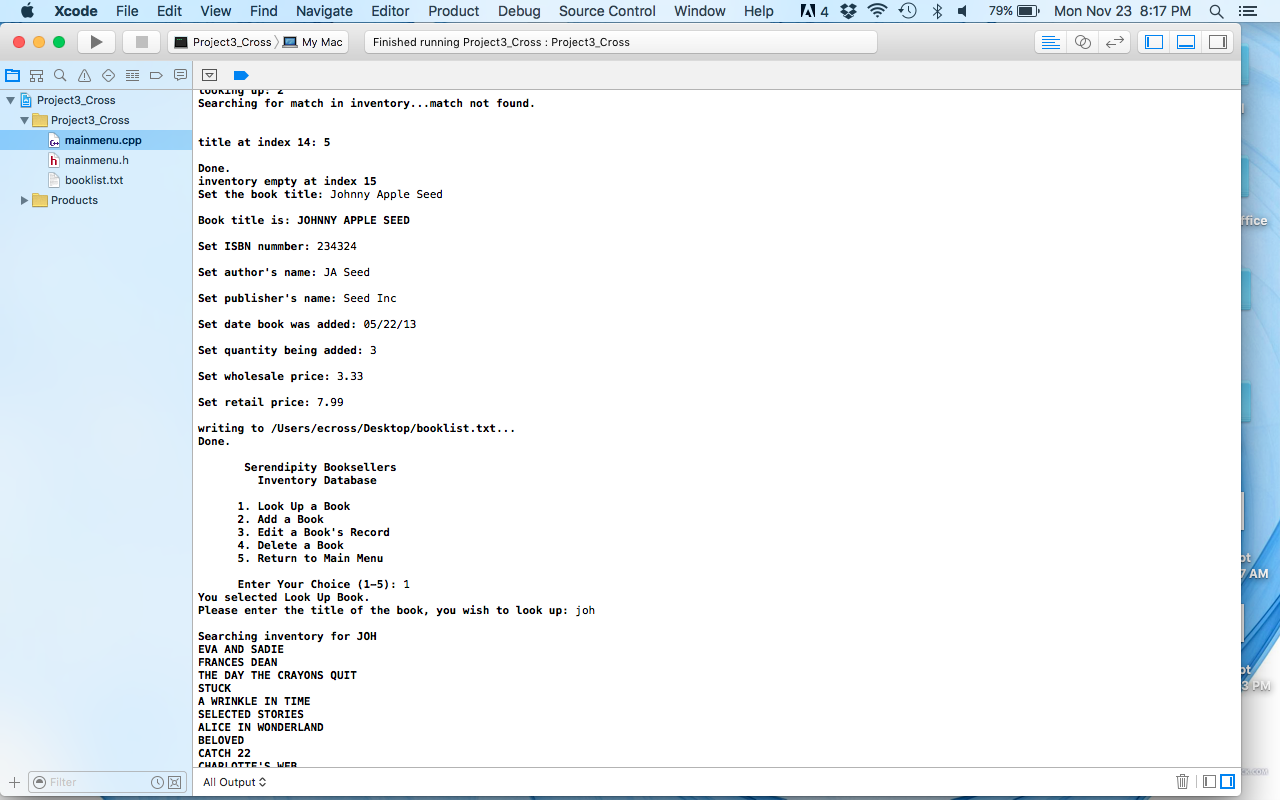 Xcode File Edit View Find Navigate Editor Product Debug Source Control Window Help 4 79% Mon Nov 23 8:17 PM
Project3_Cross My Mac Finished running Project3_Cross : Project3_Cross
Project3_Cross
Project3_Cross
mainmenu.cpp
mainmenu.h
booklist.txt
Products
Filter
looking up: 2
Searching for match in inventory...match not found.
title at index 14: 5
Done.
inventory empty at index 15
Set the book title: Johnny Apple Seed
Book title is: JOHNNY APPLE SEED
Set ISBN nummber: 234324
Set author's name: JA Seed
Set publisher's name: Seed Inc
Set date book was added: 05/22/13
Set quantity being added: 3
Set wholesale price: 3.33
Set retail price: 7.99
writing to /Users/ecross/Desktop/booklist.txt...
Done.
Serendipity Booksellers
Inventory Database
1. Look Up a Book
2. Add a Book
3. Edit a Book's Record
4. Delete a Book
5. Return to Main Menu
Enter Your Choice (1-5): 1
You selected Look Up Book.
Please enter the title of the book, you wish to look up: joh
Searching inventory for JOH
EVA AND SADIE
FRANCES DEAN
THE DAY THE CRAYONS QUIT
STUCK
A WRINKLE IN TIME
SELECTED STORIES
ALICE IN WONDERLAND
BELOVED
CATCH 22
CHARLOTTE'S WEB
All Output
ffice
ot
7 AM
ot
3 PM